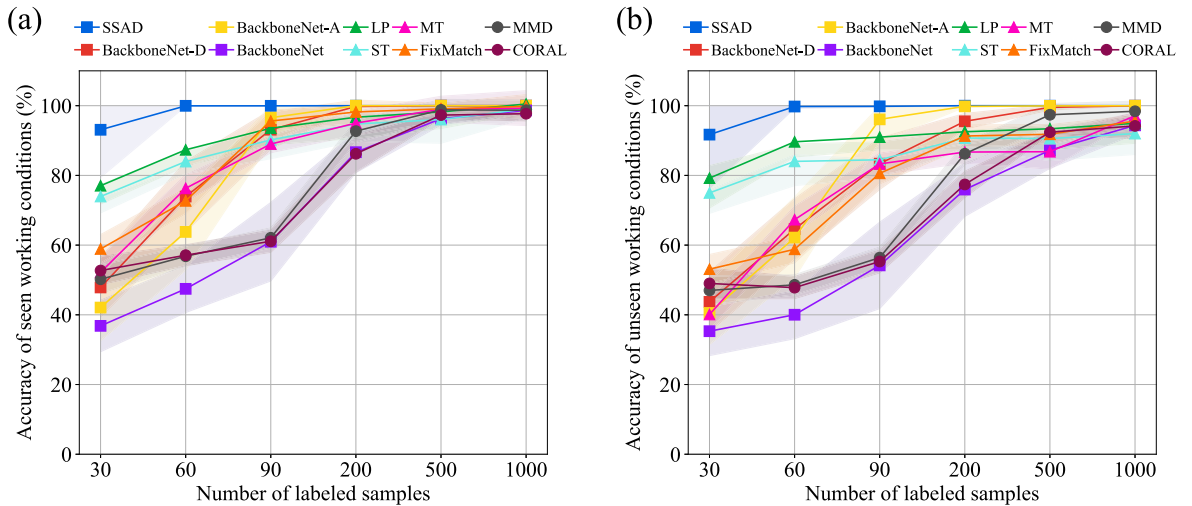 (a)
SSAD BackboneNet-A LP MT MMD
BackboneNet-D BackboneNet ST FixMatch CORAL
Accuracy of seen working conditions (%)
100
80
60
40
20
0
30 60 90 200 500 1000
Number of labeled samples
(b)
SSAD BackboneNet-A LP MT MMD
BackboneNet-D BackboneNet ST FixMatch CORAL
Accuracy of unseen working conditions (%)
100
80
60
40
20
0
30 60 90 200 500 1000
Number of labeled samples